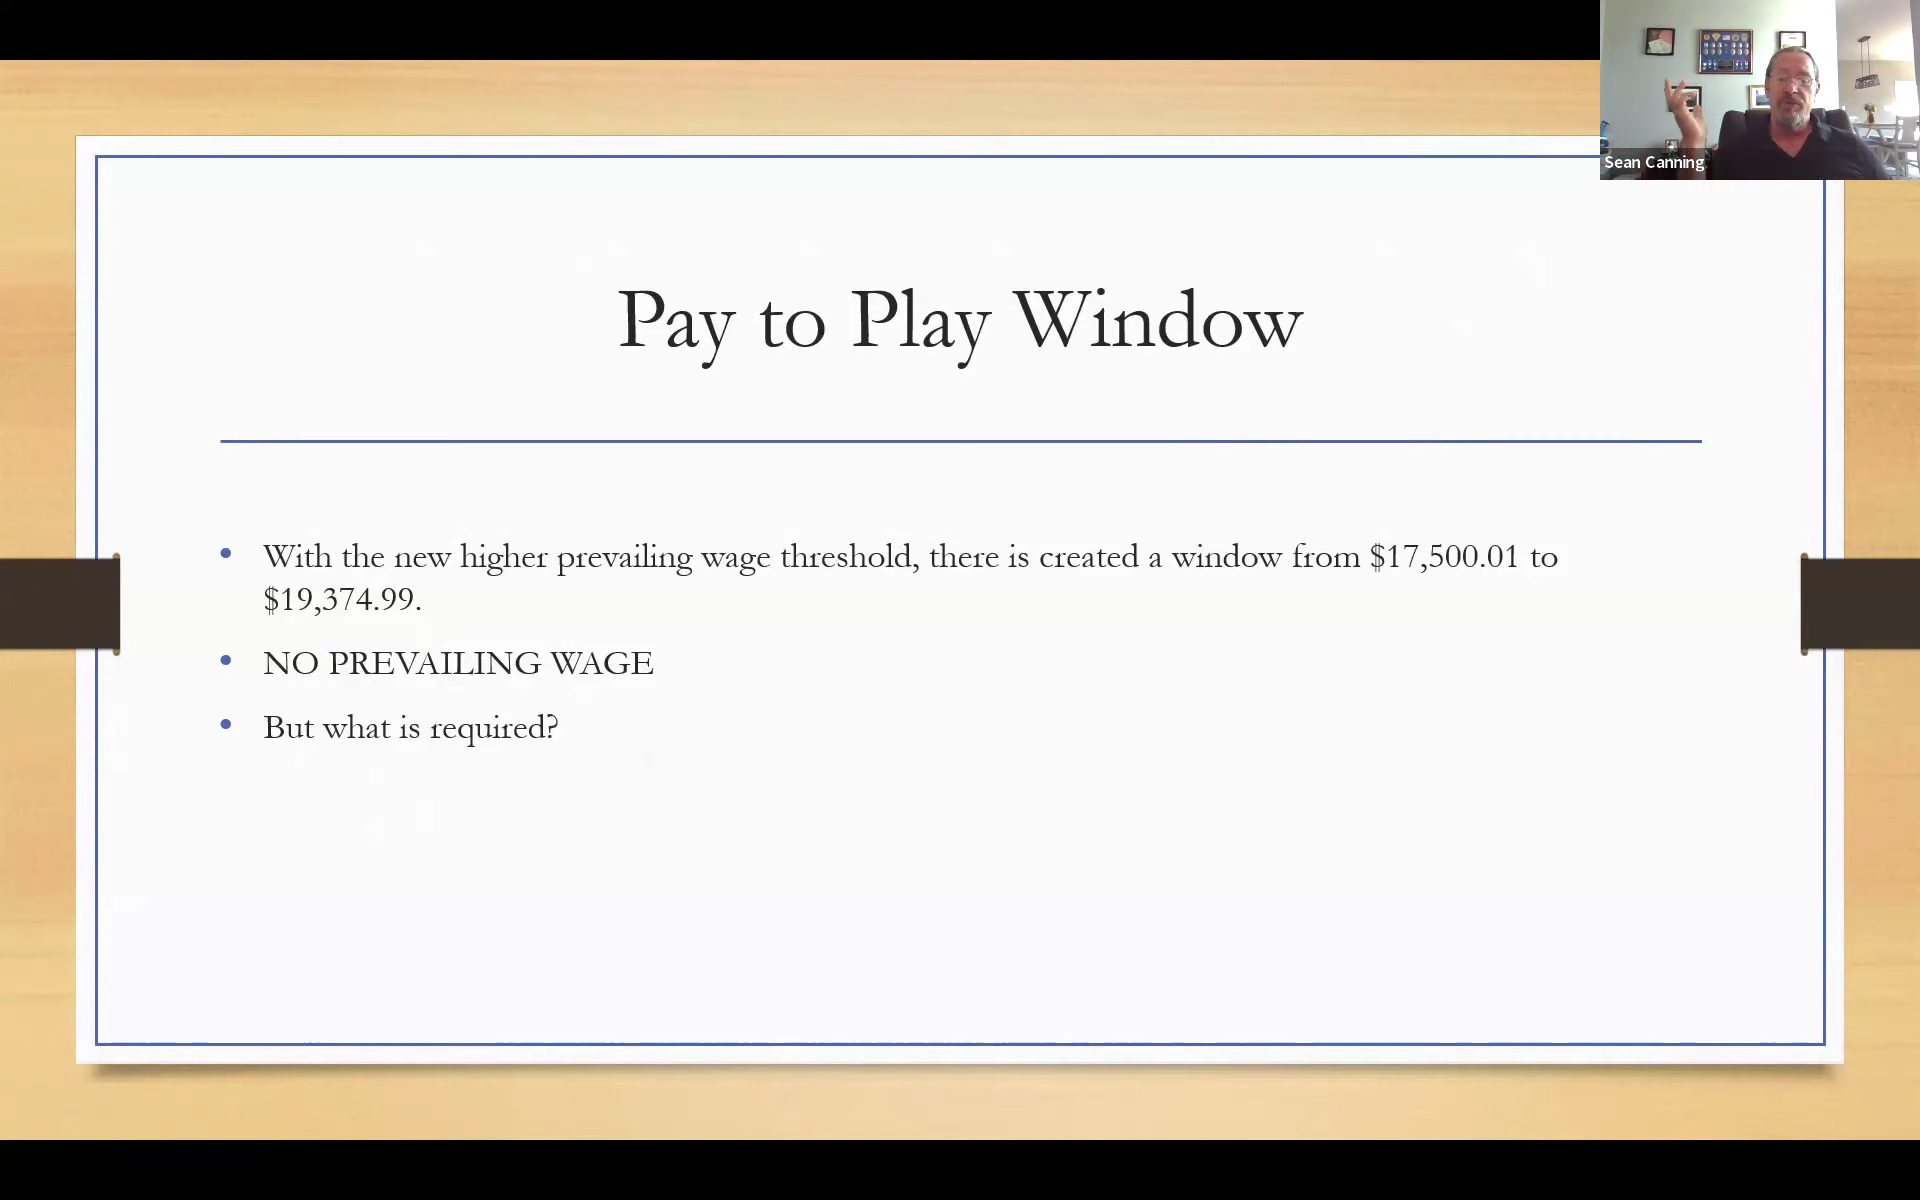 Sean Canning
Pay to Play Window
• With the new higher prevailing wage threshold, there is created a window from $17,500.01 to
$19,374.99.
• NO PREVAILING WAGE
• But what is required?